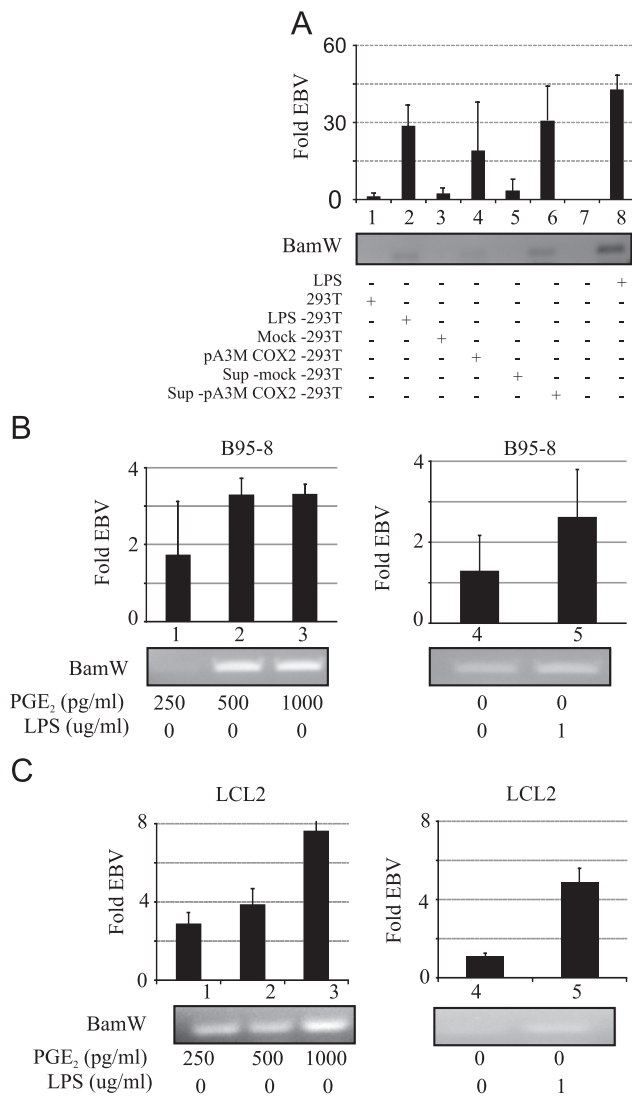 A
60
30
0
Fold EBV
1 2 3 4 5 6 7 8
BamW
LPS - - - - - - - +
293T + - - - - - - -
LPS -293T - + - - - - - -
Mock -293T - - + - - - - -
pA3M COX2 -293T - - - + - - - -
Sup -mock -293T - - - - + - - -
Sup -pA3M COX2 -293T - - - - - + - -
B
B95-8
4
2
0
Fold EBV
1 2 3
B95-8
4
2
0
Fold EBV
4 5
BamW
PGE₂ (pg/ml) 250 500 1000 0 0
LPS (ug/ml) 0 0 0 0 1
C
LCL2
8
4
0
Fold EBV
1 2 3
LCL2
8
4
0
Fold EBV
4 5
BamW
PGE₂ (pg/ml) 250 500 1000 0 0
LPS (ug/ml) 0 0 0 0 1